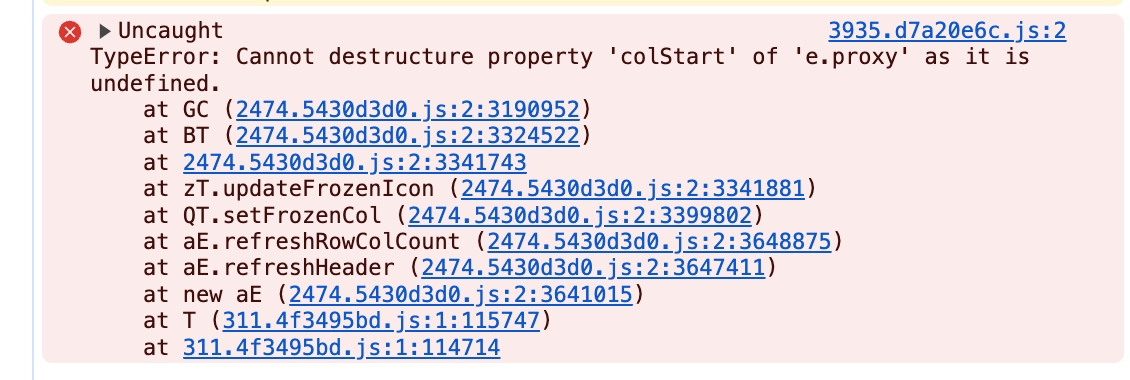 Uncaught 3935.d7a20e6c.js:2
TypeError: Cannot destructure property 'colStart' of 'e.proxy' as it is
undefined.
at GC (2474.5430d3d0.js:2:3190952)
at BT (2474.5430d3d0.js:2:3324522)
at 2474.5430d3d0.js:2:3341743
at zT.updateFrozenIcon (2474.5430d3d0.js:2:3341881)
at QT.setFrozenCol (2474.5430d3d0.js:2:3399802)
at aE.refreshRowColCount (2474.5430d3d0.js:2:3648875)
at aE.refreshHeader (2474.5430d3d0.js:2:3647411)
at new aE (2474.5430d3d0.js:2:3641015)
at T (311.4f3495bd.js:1:115747)
at 311.4f3495bd.js:1:114714